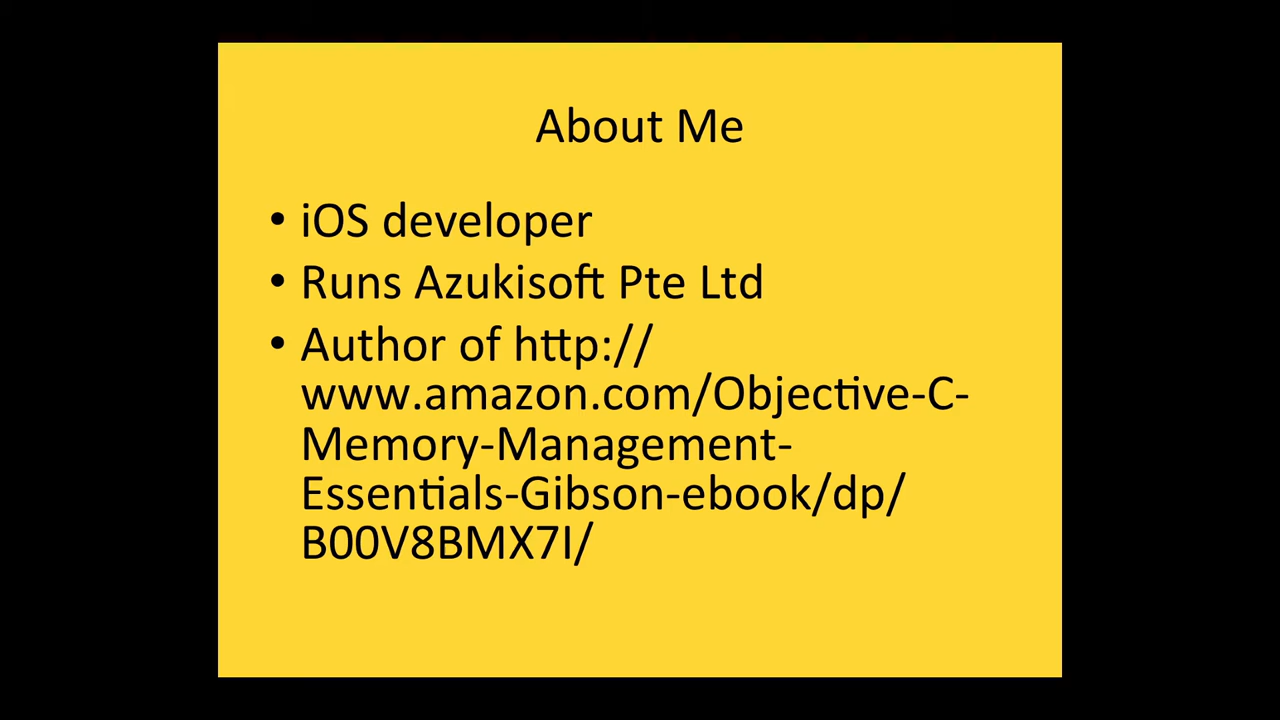 About Me
• iOS developer
• Runs Azukisoft Pte Ltd
• Author of http://
www.amazon.com/Objective-C-
Memory-Management-
Essentials-Gibson-ebook/dp/
B00V8BMX7I/